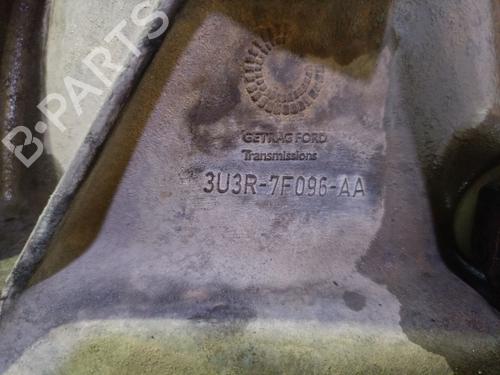 B-PARTS
GETRAG FORD
Transmissions
3U3R-7F096-AA